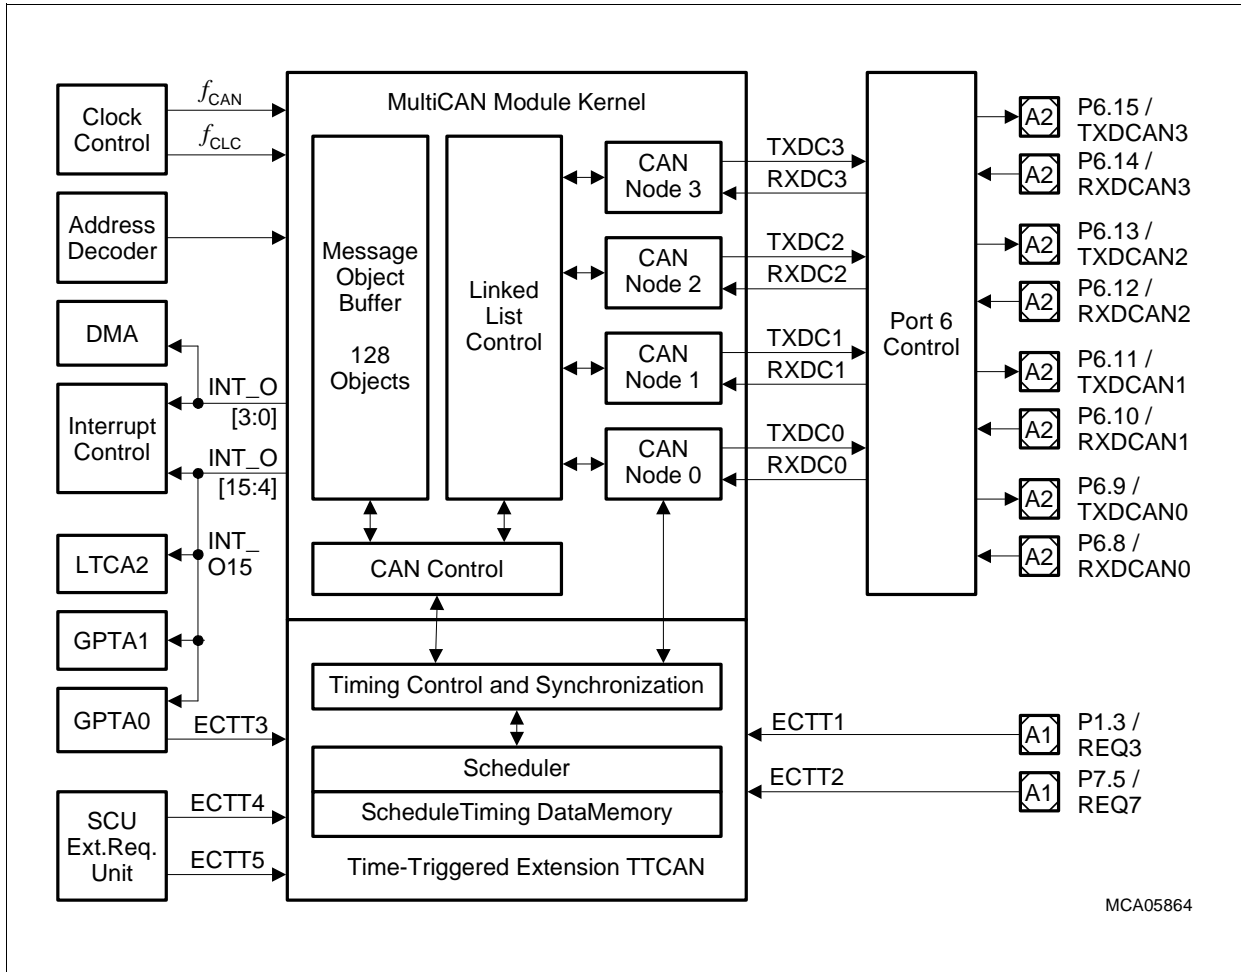 Clock
Control
fCAN
fCLC
Address
Decoder
DMA
INT_O
[3:0]
Interrupt
Control
INT_O
[15:4]
LTCA2
INT_
O15
GPTA1
GPTA0
ECTT3
SCU
Ext.Req.
Unit
ECTT4
ECTT5
MultiCAN Module Kernel
Message
Object
Buffer
128
Objects
Linked
List
Control
CAN
Node 3
CAN
Node 2
CAN
Node 1
CAN
Node 0
CAN Control
Timing Control and Synchronization
Scheduler
ScheduleTiming DataMemory
Time-Triggered Extension TTCAN
TXDC3
RXDC3
TXDC2
RXDC2
TXDC1
RXDC1
TXDC0
RXDC0
ECTT1
ECTT2
Port 6
Control
A2
P6.15 /
TXDCAN3
A2
P6.14 /
RXDCAN3
A2
P6.13 /
TXDCAN2
A2
P6.12 /
RXDCAN2
A2
P6.11 /
TXDCAN1
A2
P6.10 /
RXDCAN1
A2
P6.9 /
TXDCAN0
A2
P6.8 /
RXDCAN0
A1
P1.3 /
REQ3
A1
P7.5 /
REQ7
MCA05864